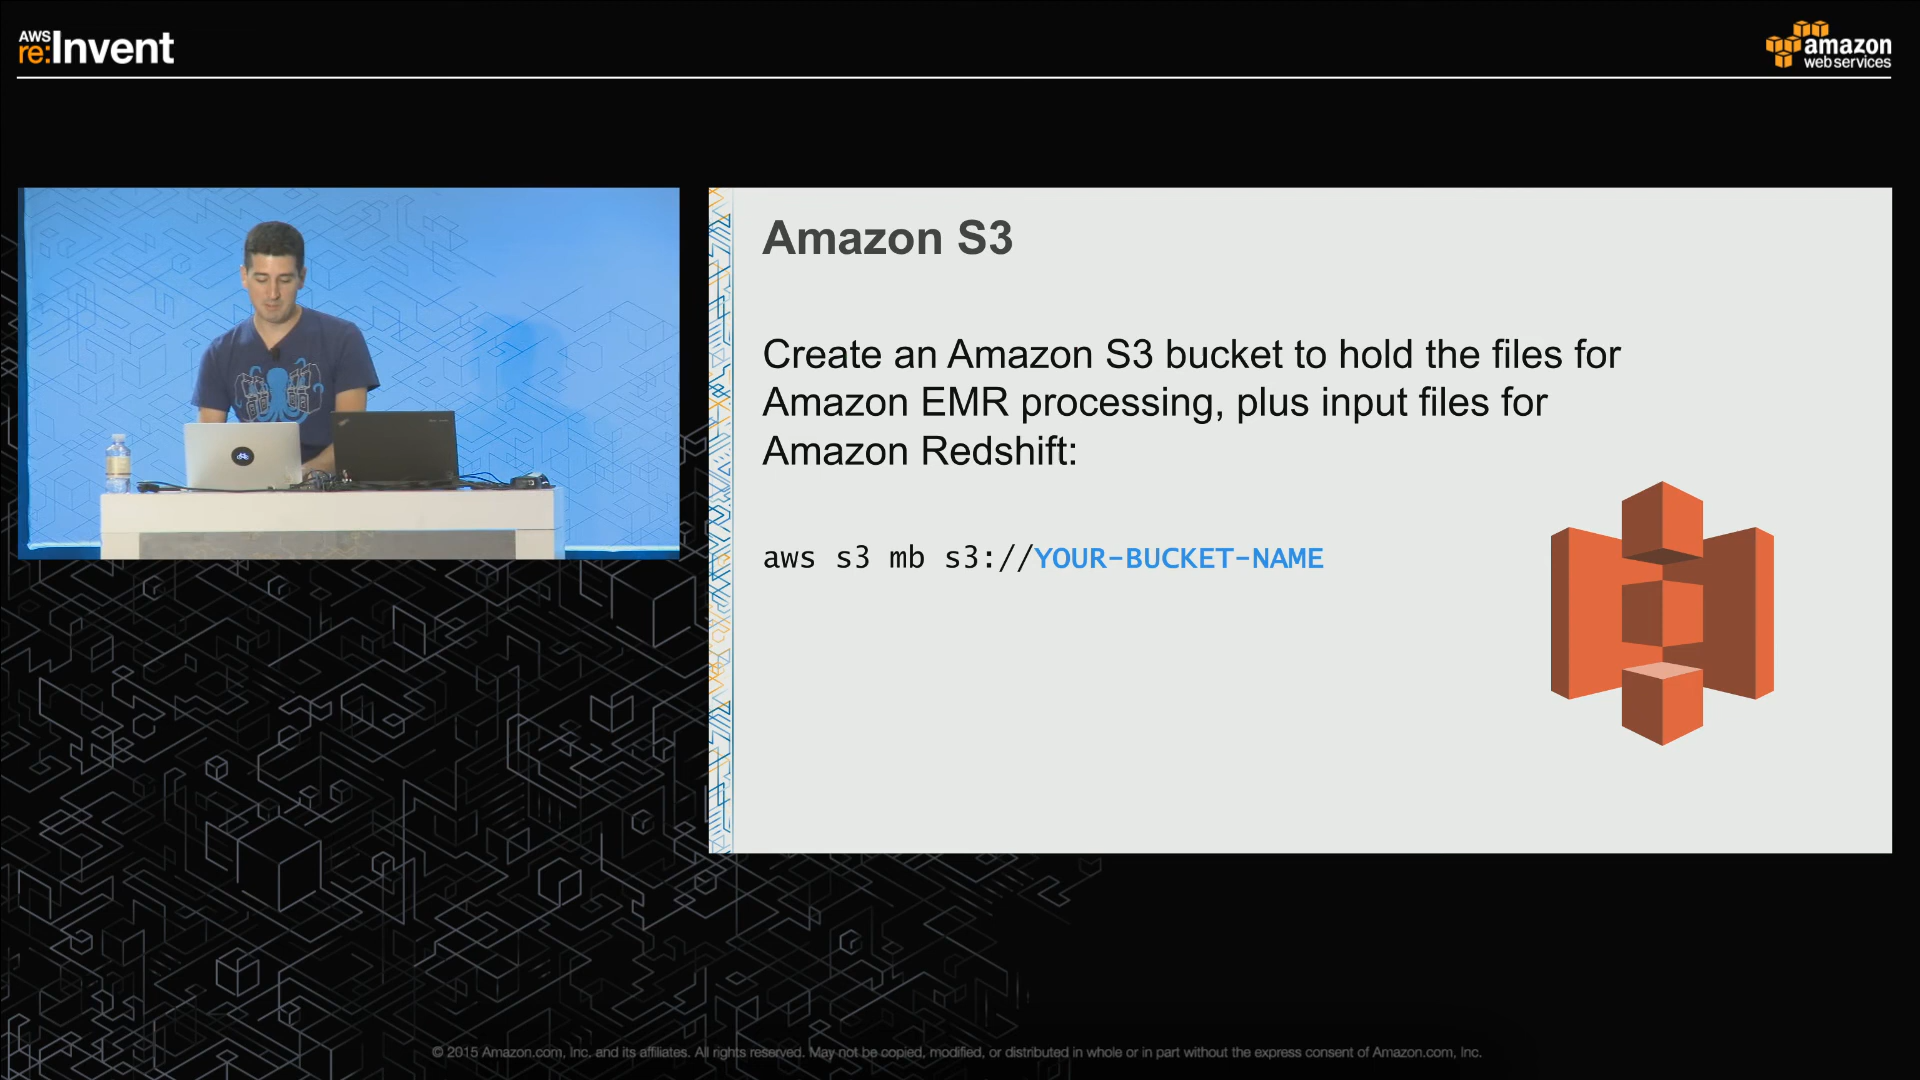 AWS
re:Invent
amazon
web services
Amazon S3
Create an Amazon S3 bucket to hold the files for
Amazon EMR processing, plus input files for
Amazon Redshift:
aws s3 mb s3://YOUR-BUCKET-NAME
© 2015 Amazon.com, Inc. and its affiliates. All rights reserved. May not be copied, modified, or distributed in whole or in part without the express consent of Amazon.com, Inc.